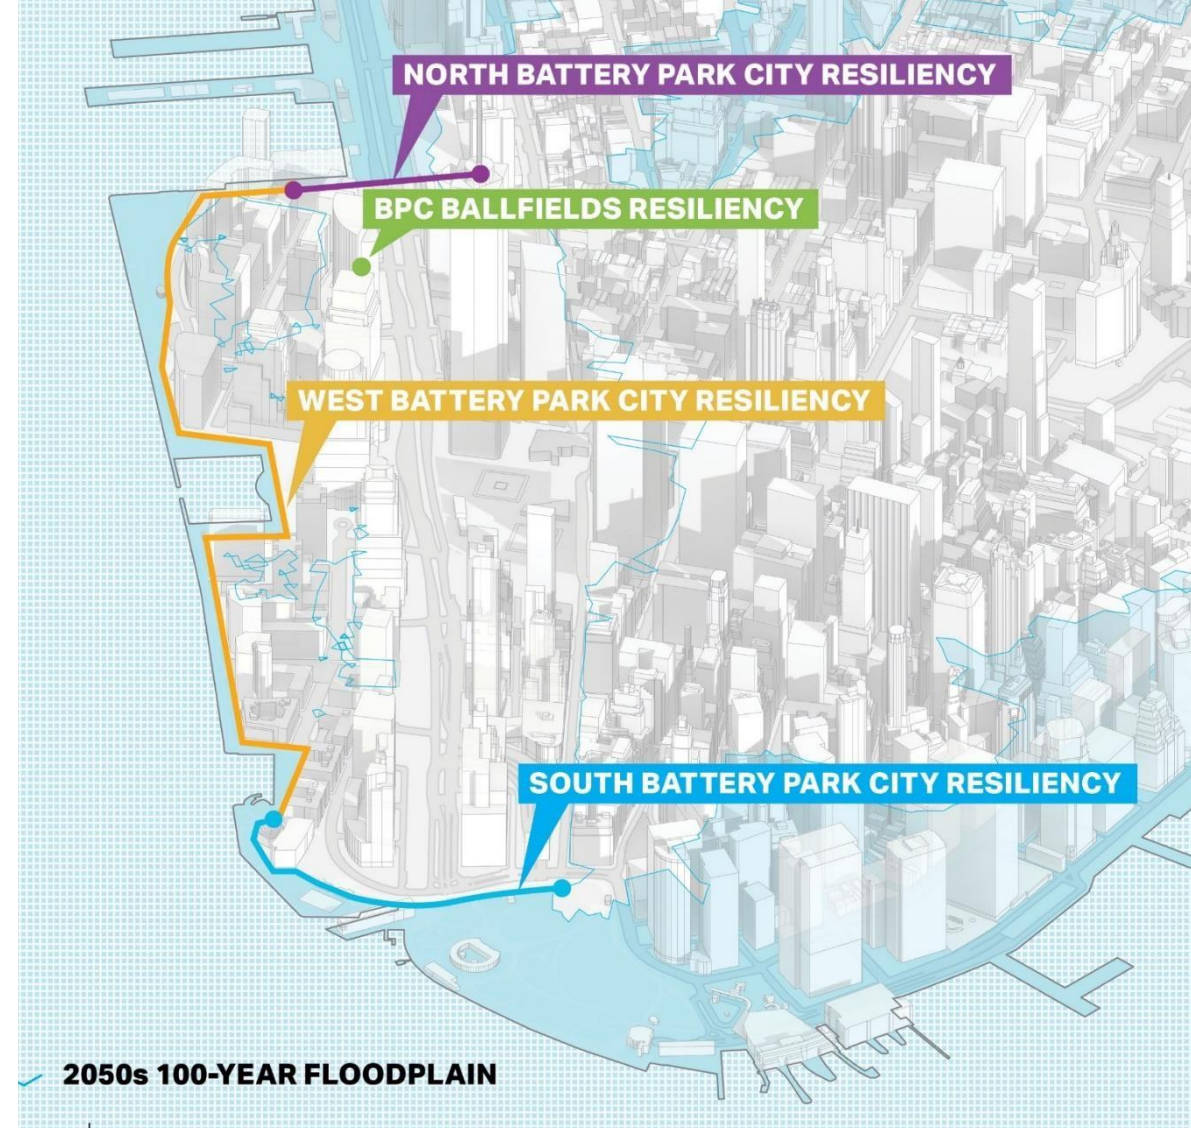 NORTH BATTERY PARK CITY RESILIENCY
BPC BALLFIELDS RESILIENCY
WEST BATTERY PARK CITY RESILIENCY
SOUTH BATTERY PARK CITY RESILIENCY
2050s 100-YEAR FLOODPLAIN